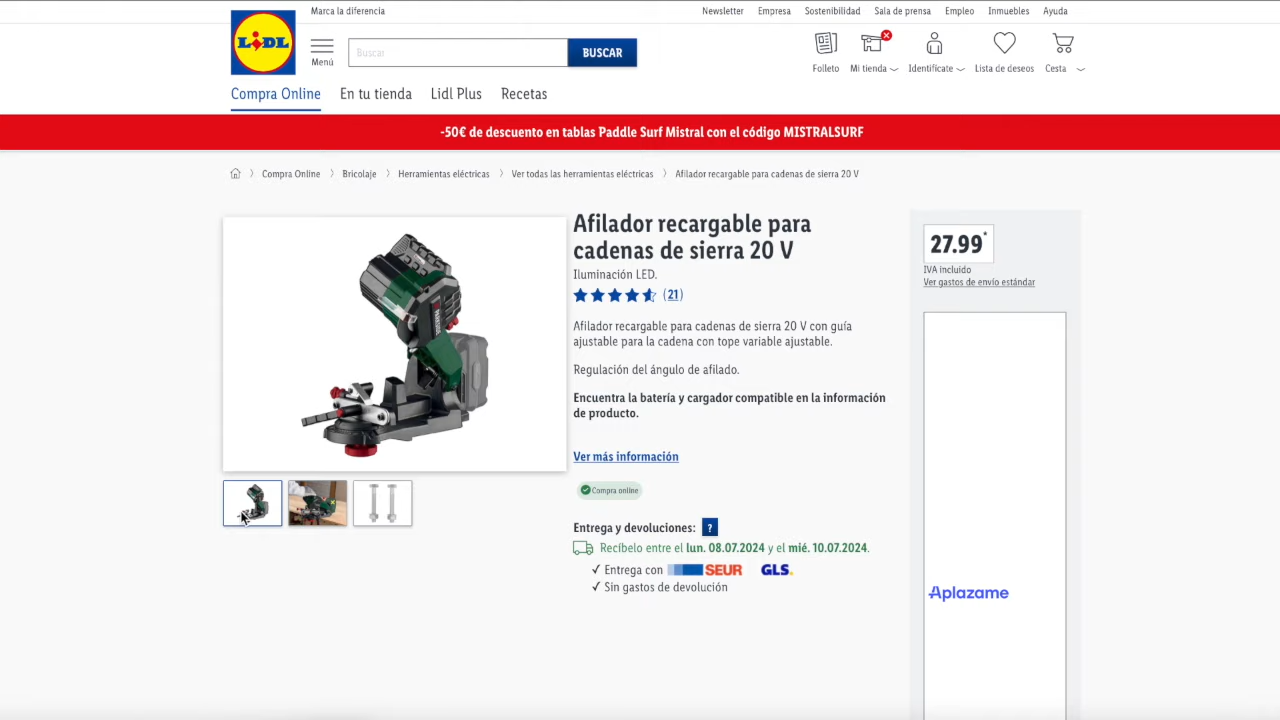 Marca la diferencia
Newsletter Empresa Sostenibilidad Sala de prensa Empleo Inmuebles Ayuda
LIDL
Menú
Buscar
BUSCAR
Folleto Mi tienda Identifícate Lista de deseos Cesta
Compra Online En tu tienda Lidl Plus Recetas
-50€ de descuento en tablas Paddle Surf Mistral con el código MISTRALSURF
Compra Online Bricolaje Herramientas eléctricas Ver todas las herramientas eléctricas Afilador recargable para cadenas de sierra 20 V
Afilador recargable para
cadenas de sierra 20 V
Iluminación LED.
(21)
Afilador recargable para cadenas de sierra 20 V con guía
ajustable para la cadena con tope variable ajustable.
Regulación del ángulo de afilado.
Encuentra la batería y cargador compatible en la información
de producto.
Ver más información
Compra online
Entrega y devoluciones: ?
Recíbelo entre el lun. 08.07.2024 y el mié. 10.07.2024.
✓ Entrega con SEUR GLS.
✓ Sin gastos de devolución
27.99*
IVA incluido
Ver gastos de envío estándar
Aplazame